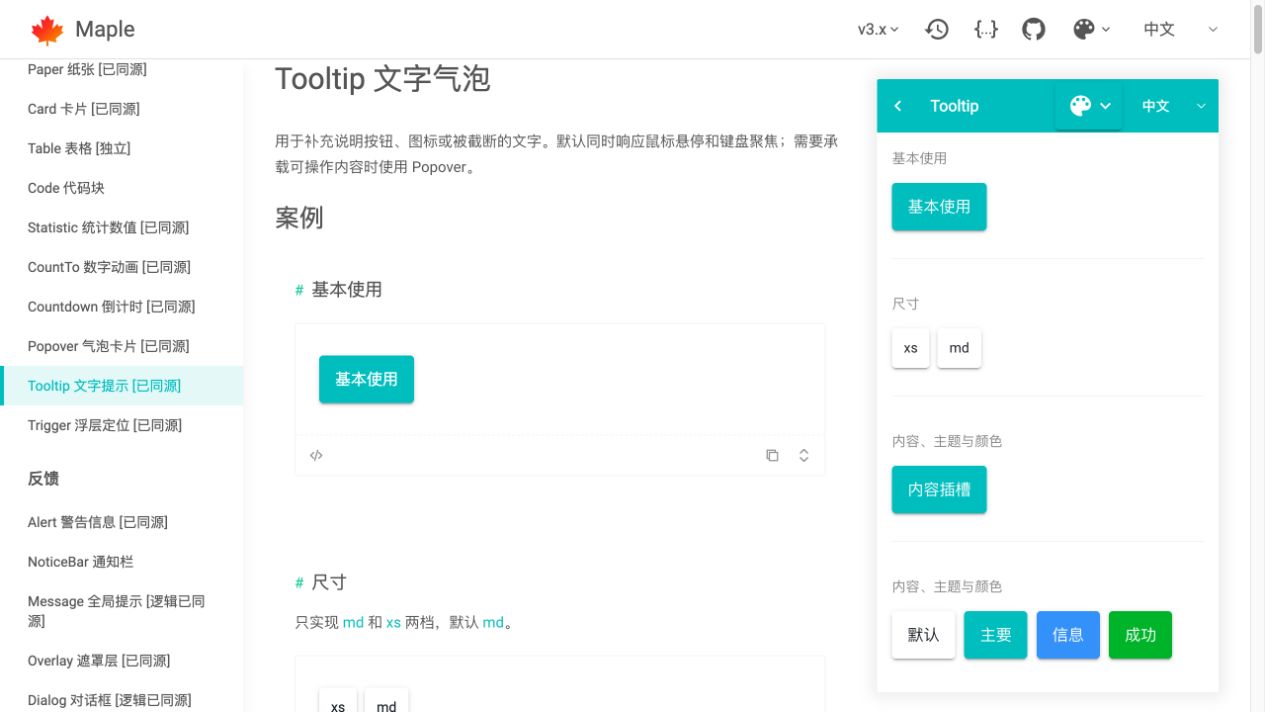 Maple
v3.x
中文
Paper 纸张 [已同源]
Card 卡片 [已同源]
Table 表格 [独立]
Code 代码块
Statistic 统计数值 [已同源]
CountTo 数字动画 [已同源]
Countdown 倒计时 [已同源]
Popover 气泡卡片 [已同源]
Tooltip 文字提示 [已同源]
Trigger 浮层定位 [已同源]
反馈
Alert 警告信息 [已同源]
NoticeBar 通知栏
Message 全局提示 [逻辑已同
源]
Overlay 遮罩层 [已同源]
Dialog 对话框 [逻辑已同源]
Tooltip 文字气泡
用于补充说明按钮、图标或被截断的文字。默认同时响应鼠标悬停和键盘聚焦；需要承
载可操作内容时使用 Popover。
案例
# 基本使用
基本使用
# 尺寸
只实现 md 和 xs 两档，默认 md。
xs
md
Tooltip
中文
基本使用
基本使用
尺寸
xs
md
内容、主题与颜色
内容插槽
内容、主题与颜色
默认
主要
信息
成功